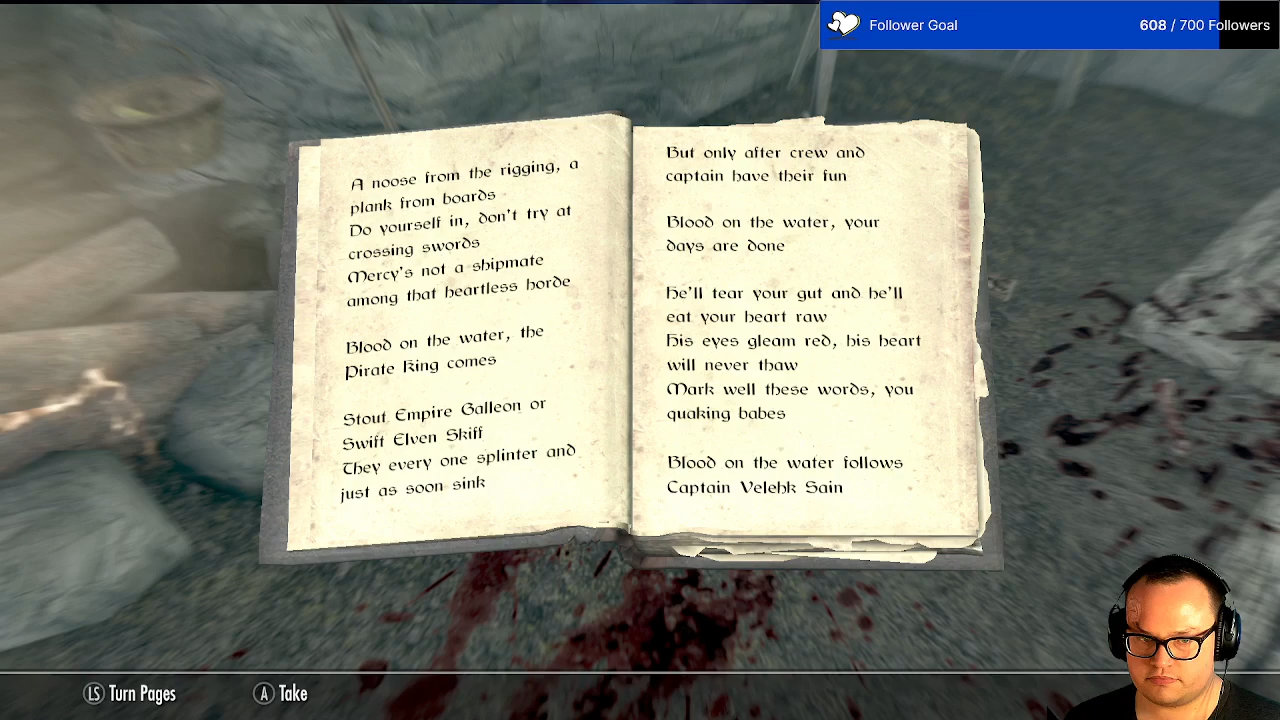 Follower Goal
608 / 700 Followers
A noose from the rigging, a
plank from boards
Do yourself in, don't try at
crossing swords
Mercy's not a shipmate
among that heartless horde
Blood on the water, the
Pirate King comes
Stout Empire Galleon or
Swift Elven Skiff
They every one splinter and
just as soon sink
But only after crew and
captain have their fun
Blood on the water, your
days are done
He'll tear your gut and he'll
eat your heart raw
His eyes gleam red, his heart
will never thaw
Mark well these words, you
quaking babes
Blood on the water follows
Captain Velehk Sain
LS Turn Pages
A Take